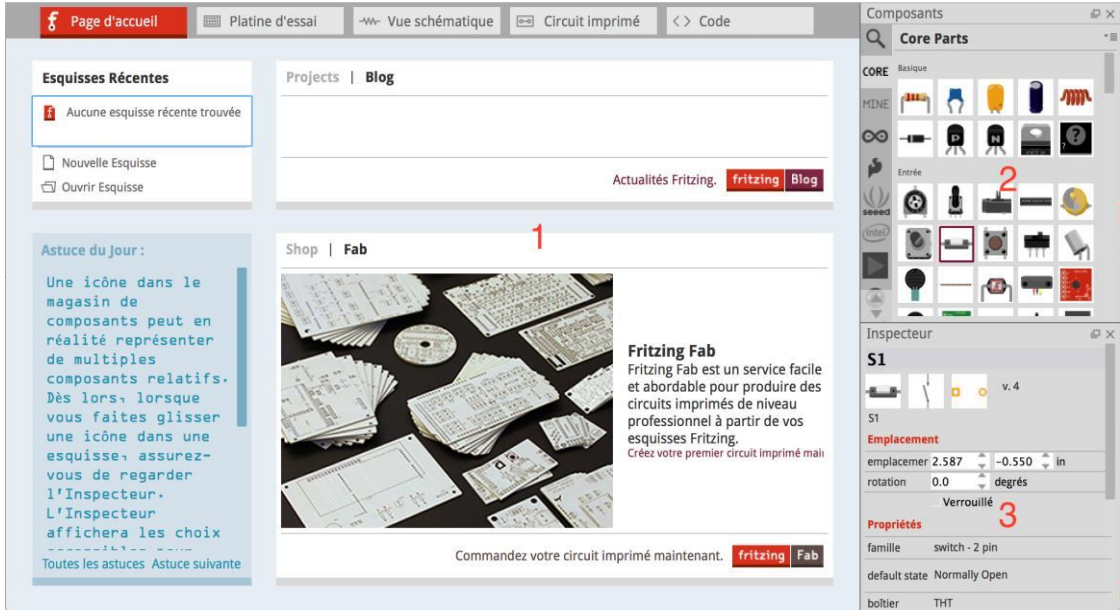 Page d'accueil
Platine d'essai
Vue schématique
Circuit imprimé
Code
Esquisses Récentes
Aucune esquisse récente trouvée
Nouvelle Esquisse
Ouvrir Esquisse
Projects | Blog
Actualités Fritzing. fritzing Blog
Astuce du Jour :
Une icône dans le
magasin de
composants peut en
réalité représenter
de multiples
composants relatifs.
Dès lors, lorsque
vous faites glisser
une icône dans une
esquisse, assurez-
vous de regarder
l'Inspecteur.
L'Inspecteur
affichera les choix
Toutes les astuces Astuce suivante
1
Shop | Fab
Fritzing Fab
Fritzing Fab est un service facile
et abordable pour produire des
circuits imprimés de niveau
professionnel à partir de vos
esquisses Fritzing.
Créez votre premier circuit imprimé mai
Commandez votre circuit imprimé maintenant. fritzing Fab
Composants
Core Parts
CORE
MINE
seeed
intel
Basique
P
N
?
Entrée
2
Inspecteur
S1
v. 4
S1
Emplacement
emplacemer 2.587 -0.550 in
rotation 0.0 degrés
Verrouillé
3
Propriétés
famille switch - 2 pin
default state Normally Open
boîtier THT